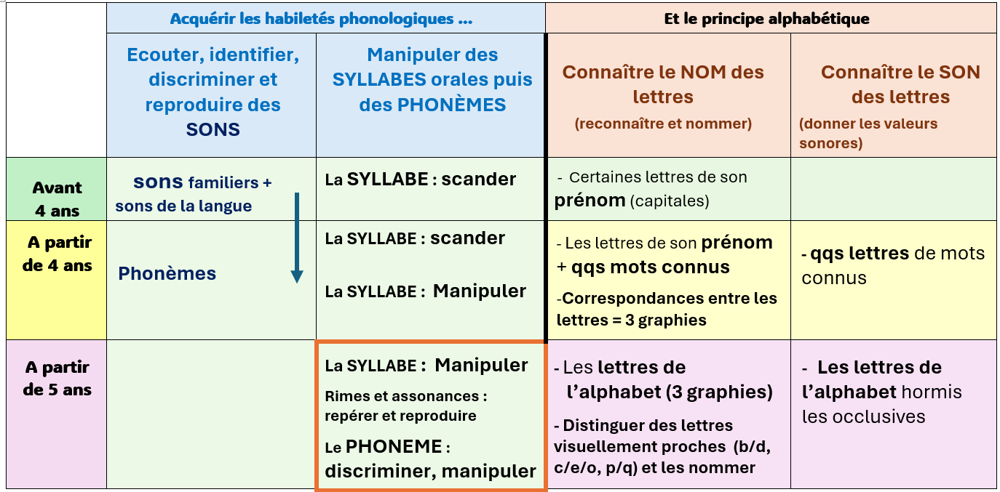 Acquérir les habiletés phonologiques ...
Et le principe alphabétique
Ecouter, identifier,
discriminer et
reproduire des
SONS
Manipuler des
SYLLABES orales puis
des PHONÈMES
Connaître le NOM des
lettres
(reconnaître et nommer)
Connaître le SON
des lettres
(donner les valeurs
sonores)
Avant
4 ans
sons familiers +
sons de la langue
La SYLLABE : scander
- Certaines lettres de son
prénom (capitales)
A partir
de 4 ans
Phonèmes
La SYLLABE : scander
La SYLLABE : Manipuler
- Les lettres de son prénom
+ qqs mots connus
-Correspondances entre les
lettres = 3 graphies
- qqs lettres de mots
connus
A partir
de 5 ans
La SYLLABE : Manipuler
Rimes et assonances :
repérer et reproduire
Le PHONEME :
discriminer, manipuler
- Les lettres de
l’alphabet (3 graphies)
- Distinguer des lettres
visuellement proches (b/d,
c/e/o, p/q) et les nommer
- Les lettres de
l’alphabet hormis
les occlusives